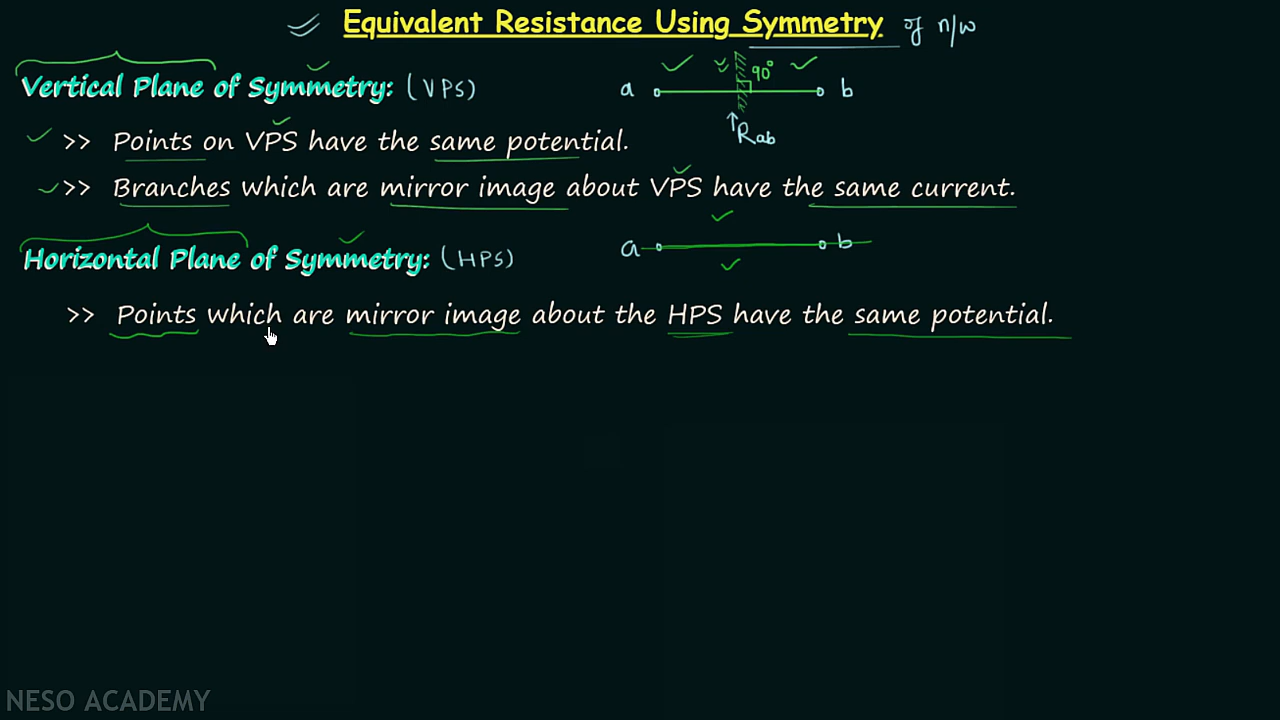 Equivalent Resistance Using Symmetry of n/w
Vertical Plane of Symmetry: (VPS)
a 90° b
Rab
>> Points on VPS have the same potential.
>> Branches which are mirror image about VPS have the same current.
Horizontal Plane of Symmetry: (HPS)
a b
>> Points which are mirror image about the HPS have the same potential.
NESO ACADEMY